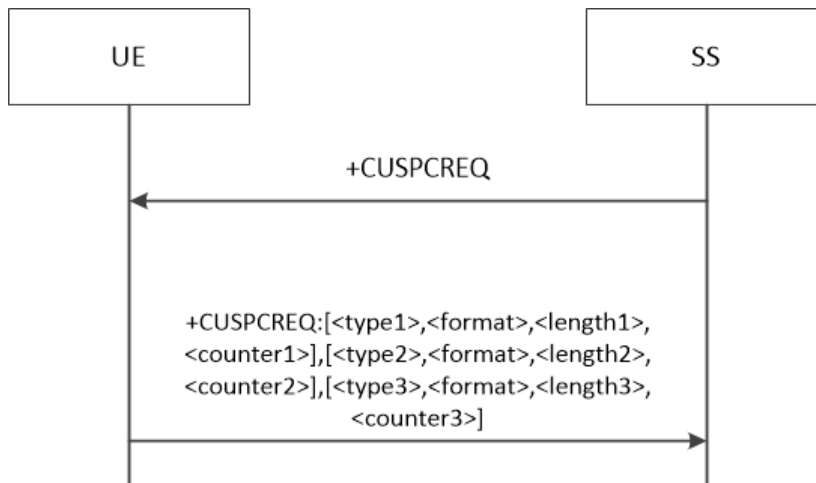 UE
SS
+CUSPCREQ
+CUSPCREQ:[<type1>,<format>,<length1>,
<counter1>],[<type2>,<format>,<length2>,
<counter2>],[<type3>,<format>,<length3>,
<counter3>]